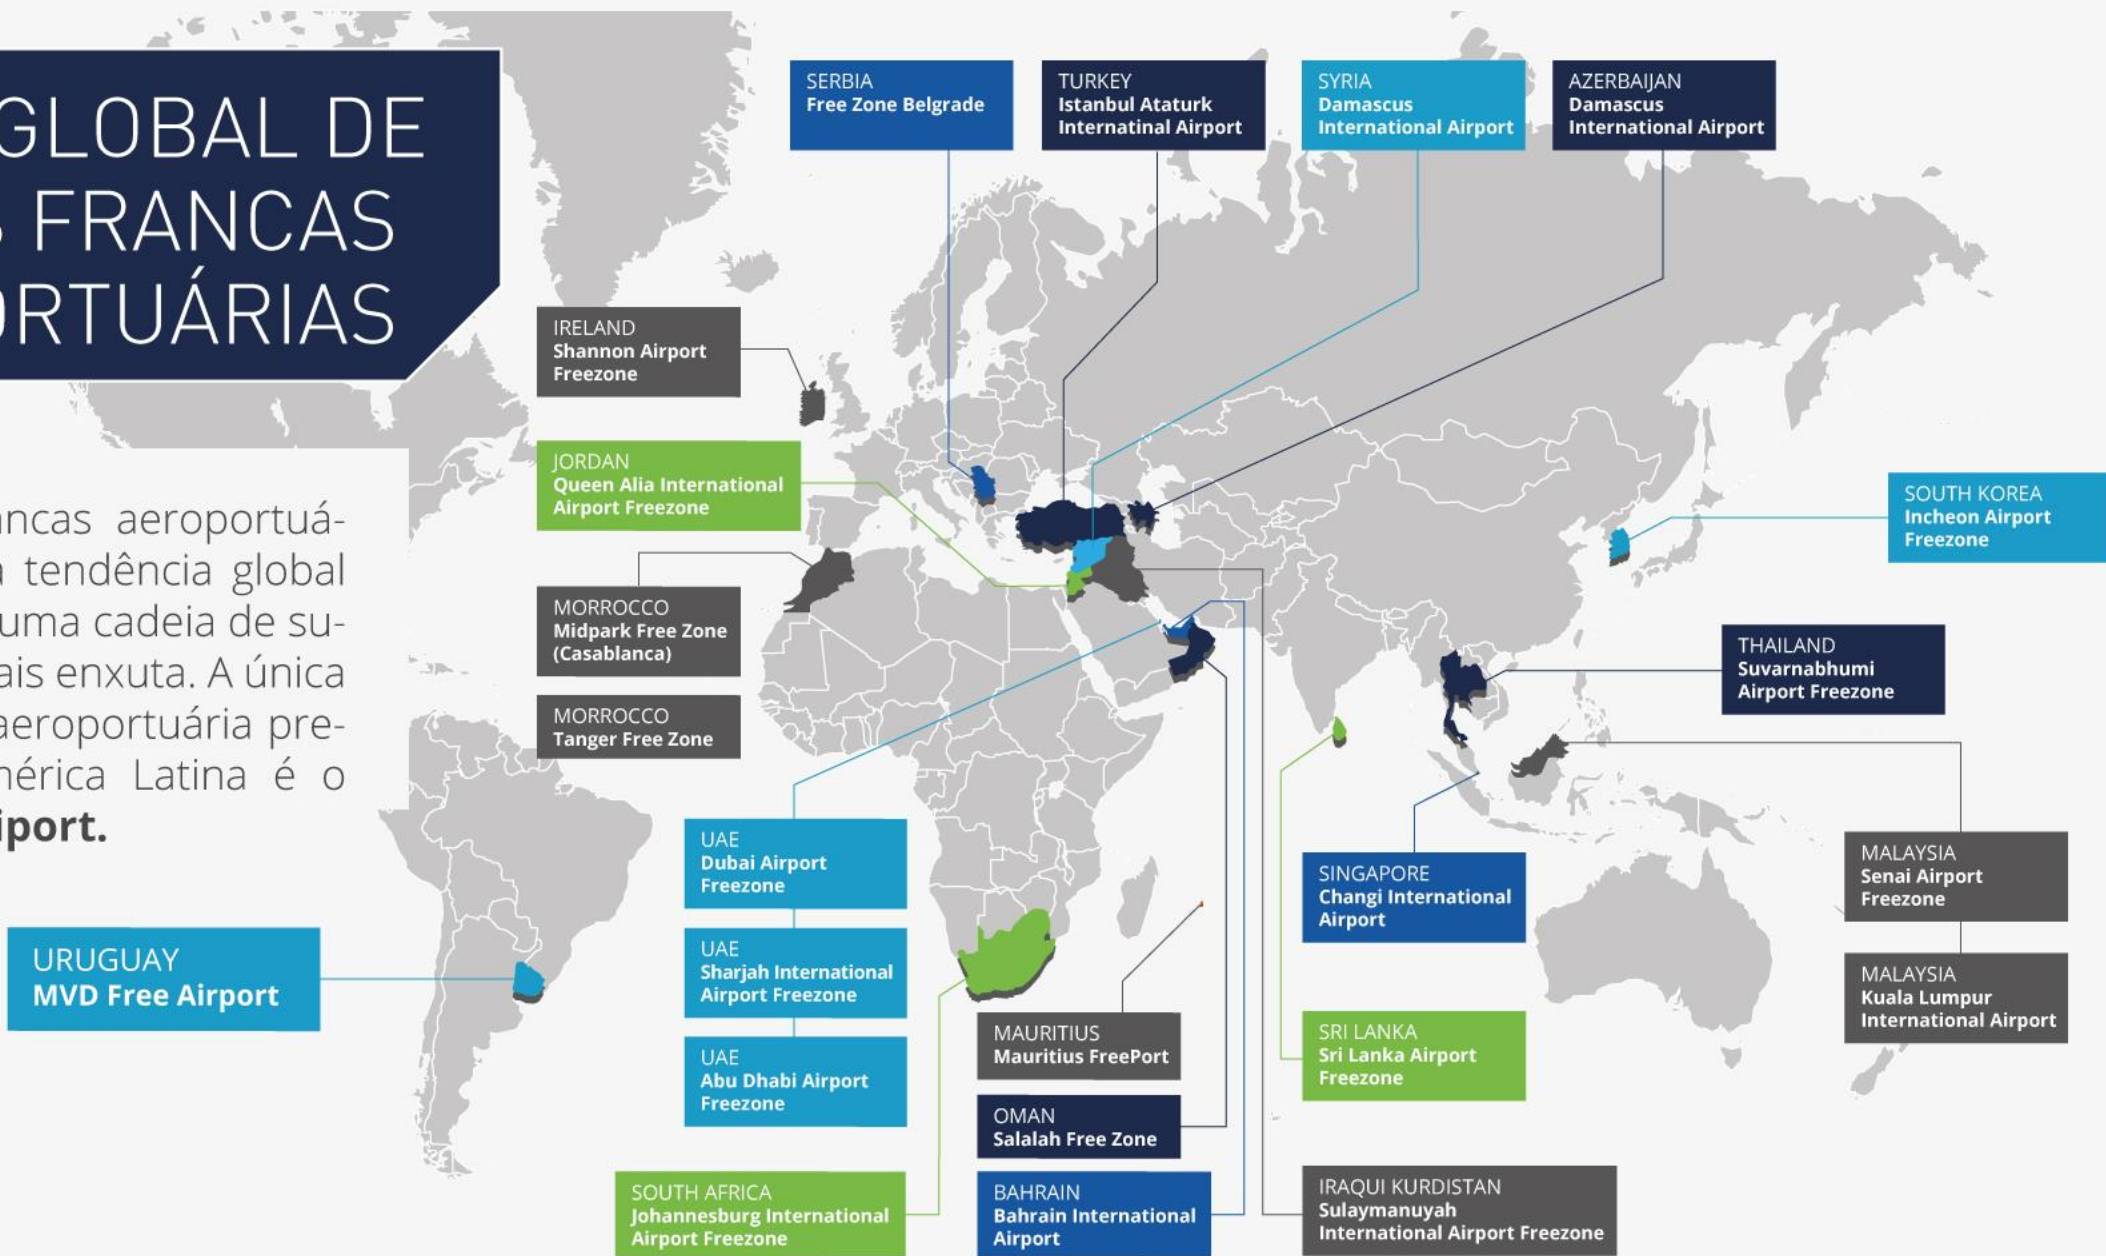 GLOBAL DE
FRANCAS
ORTUÁRIAS
ncas aeroportuá-
tendência global
uma cadeia de su-
ais enxuta. A única
aeroportuária pre-
mérica Latina é o
iport.
URUGUAY
MVD Free Airport
IRELAND
Shannon Airport
Freezone
JORDAN
Queen Alia International
Airport Freezone
MORROCCO
Midpark Free Zone
(Casablanca)
MORROCCO
Tanger Free Zone
UAE
Dubai Airport
Freezone
UAE
Sharjah International
Airport Freezone
UAE
Abu Dhabi Airport
Freezone
SOUTH AFRICA
Johannesburg International
Airport Freezone
SERBIA
Free Zone Belgrade
TURKEY
Istanbul Ataturk
Internatinal Airport
SYRIA
Damascus
International Airport
AZERBAIJAN
Damascus
International Airport
SOUTH KOREA
Incheon Airport
Freezone
THAILAND
Suvarnabhumi
Airport Freezone
MALAYSIA
Senai Airport
Freezone
MALAYSIA
Kuala Lumpur
International Airport
SINGAPORE
Changi International
Airport
SRI LANKA
Sri Lanka Airport
Freezone
MAURITIUS
Mauritius FreePort
OMAN
Salalah Free Zone
BAHRAIN
Bahrain International
Airport
IRAQUI KURDISTAN
Sulaymanuyah
International Airport Freezone